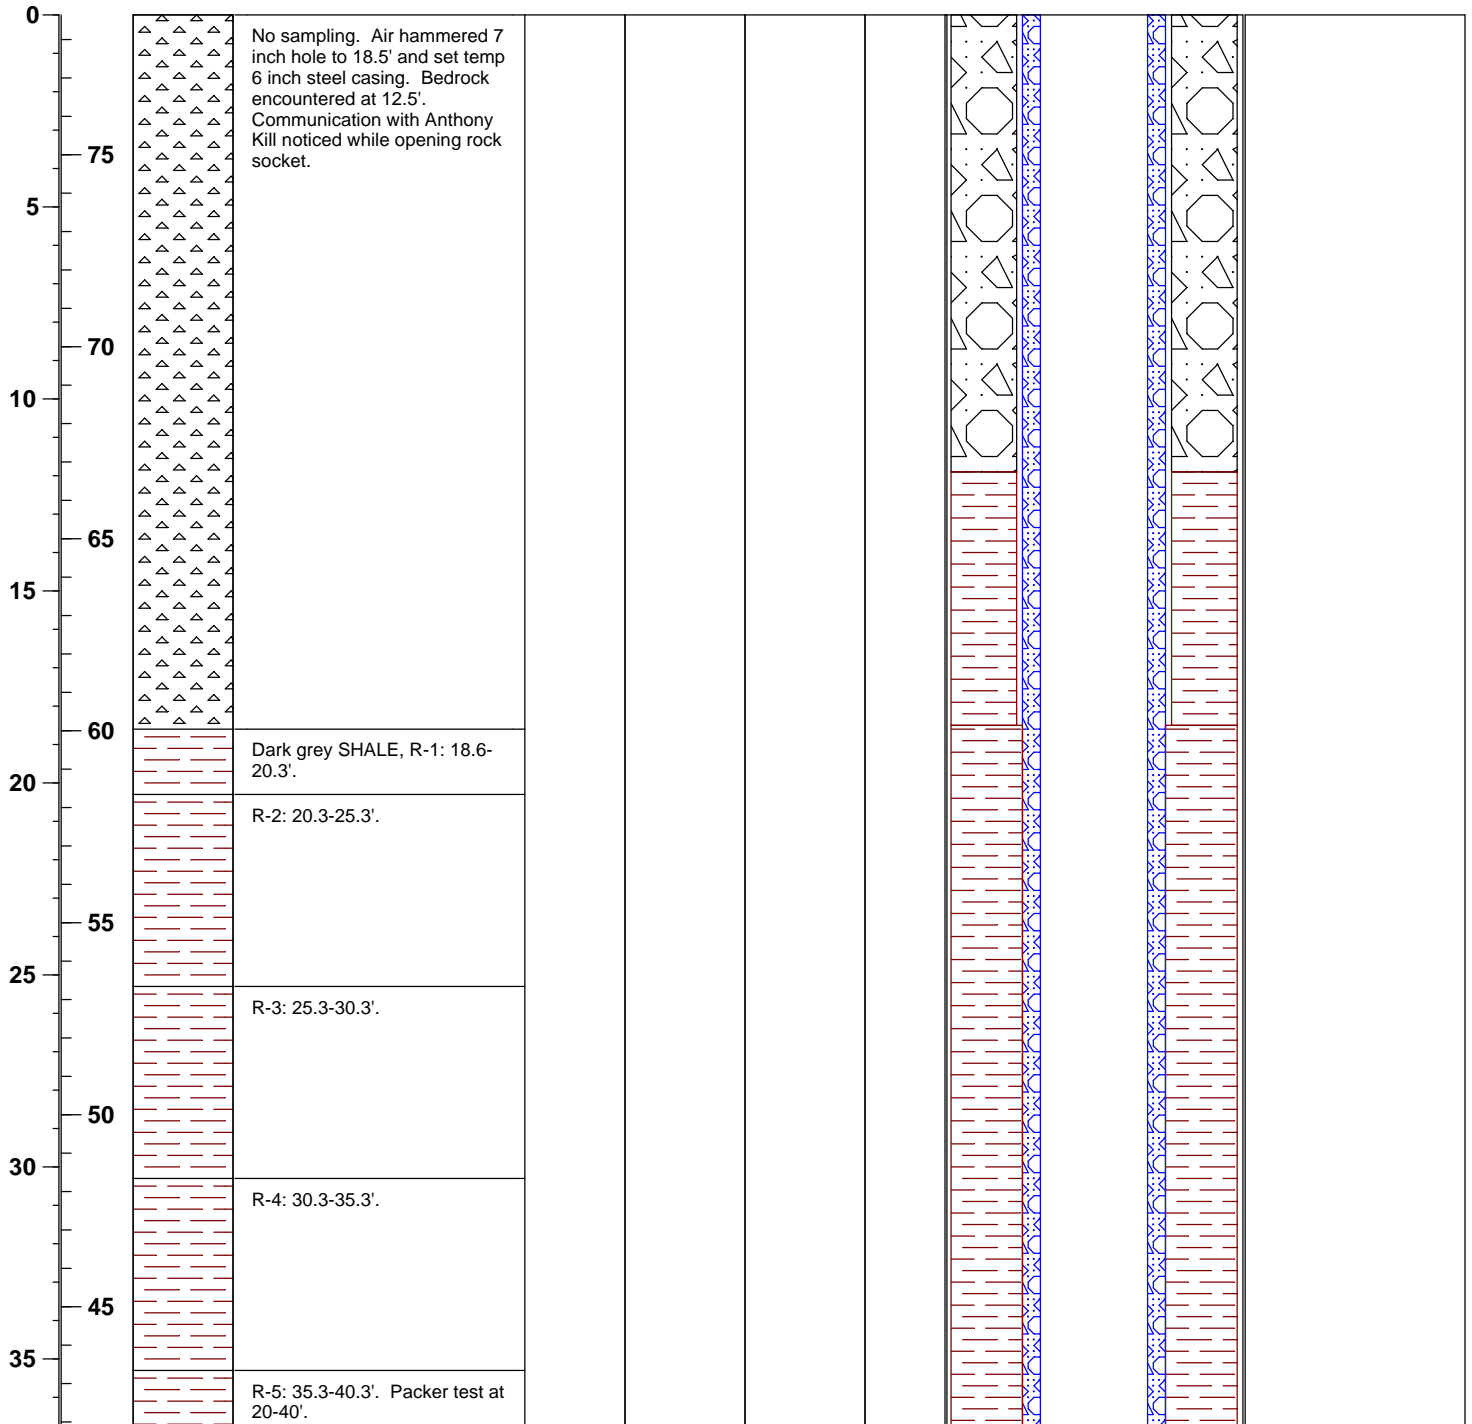 0
No sampling.  Air hammered 7
inch hole to 18.5' and set temp
6 inch steel casing.  Bedrock
encountered at 12.5'.
Communication with Anthony
Kill noticed while opening rock
socket.
75
5
70
10
65
15
60
Dark grey SHALE, R-1: 18.6-
20.3'.
20
R-2: 20.3-25.3'.
55
25
R-3: 25.3-30.3'.
50
30
R-4: 30.3-35.3'.
45
35
R-5: 35.3-40.3'.  Packer test at
20-40'.